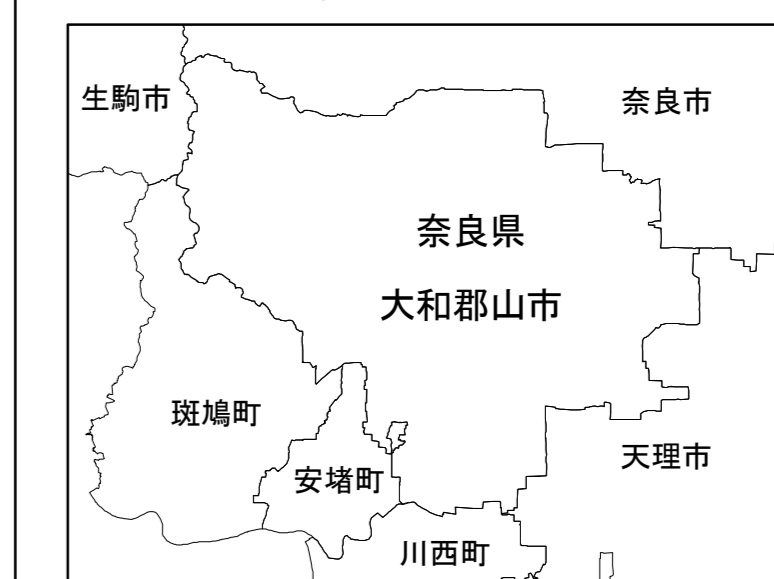 生駒市
奈良市
奈良県
大和郡山市
斑鳩町
天理市
安堵町
川西町